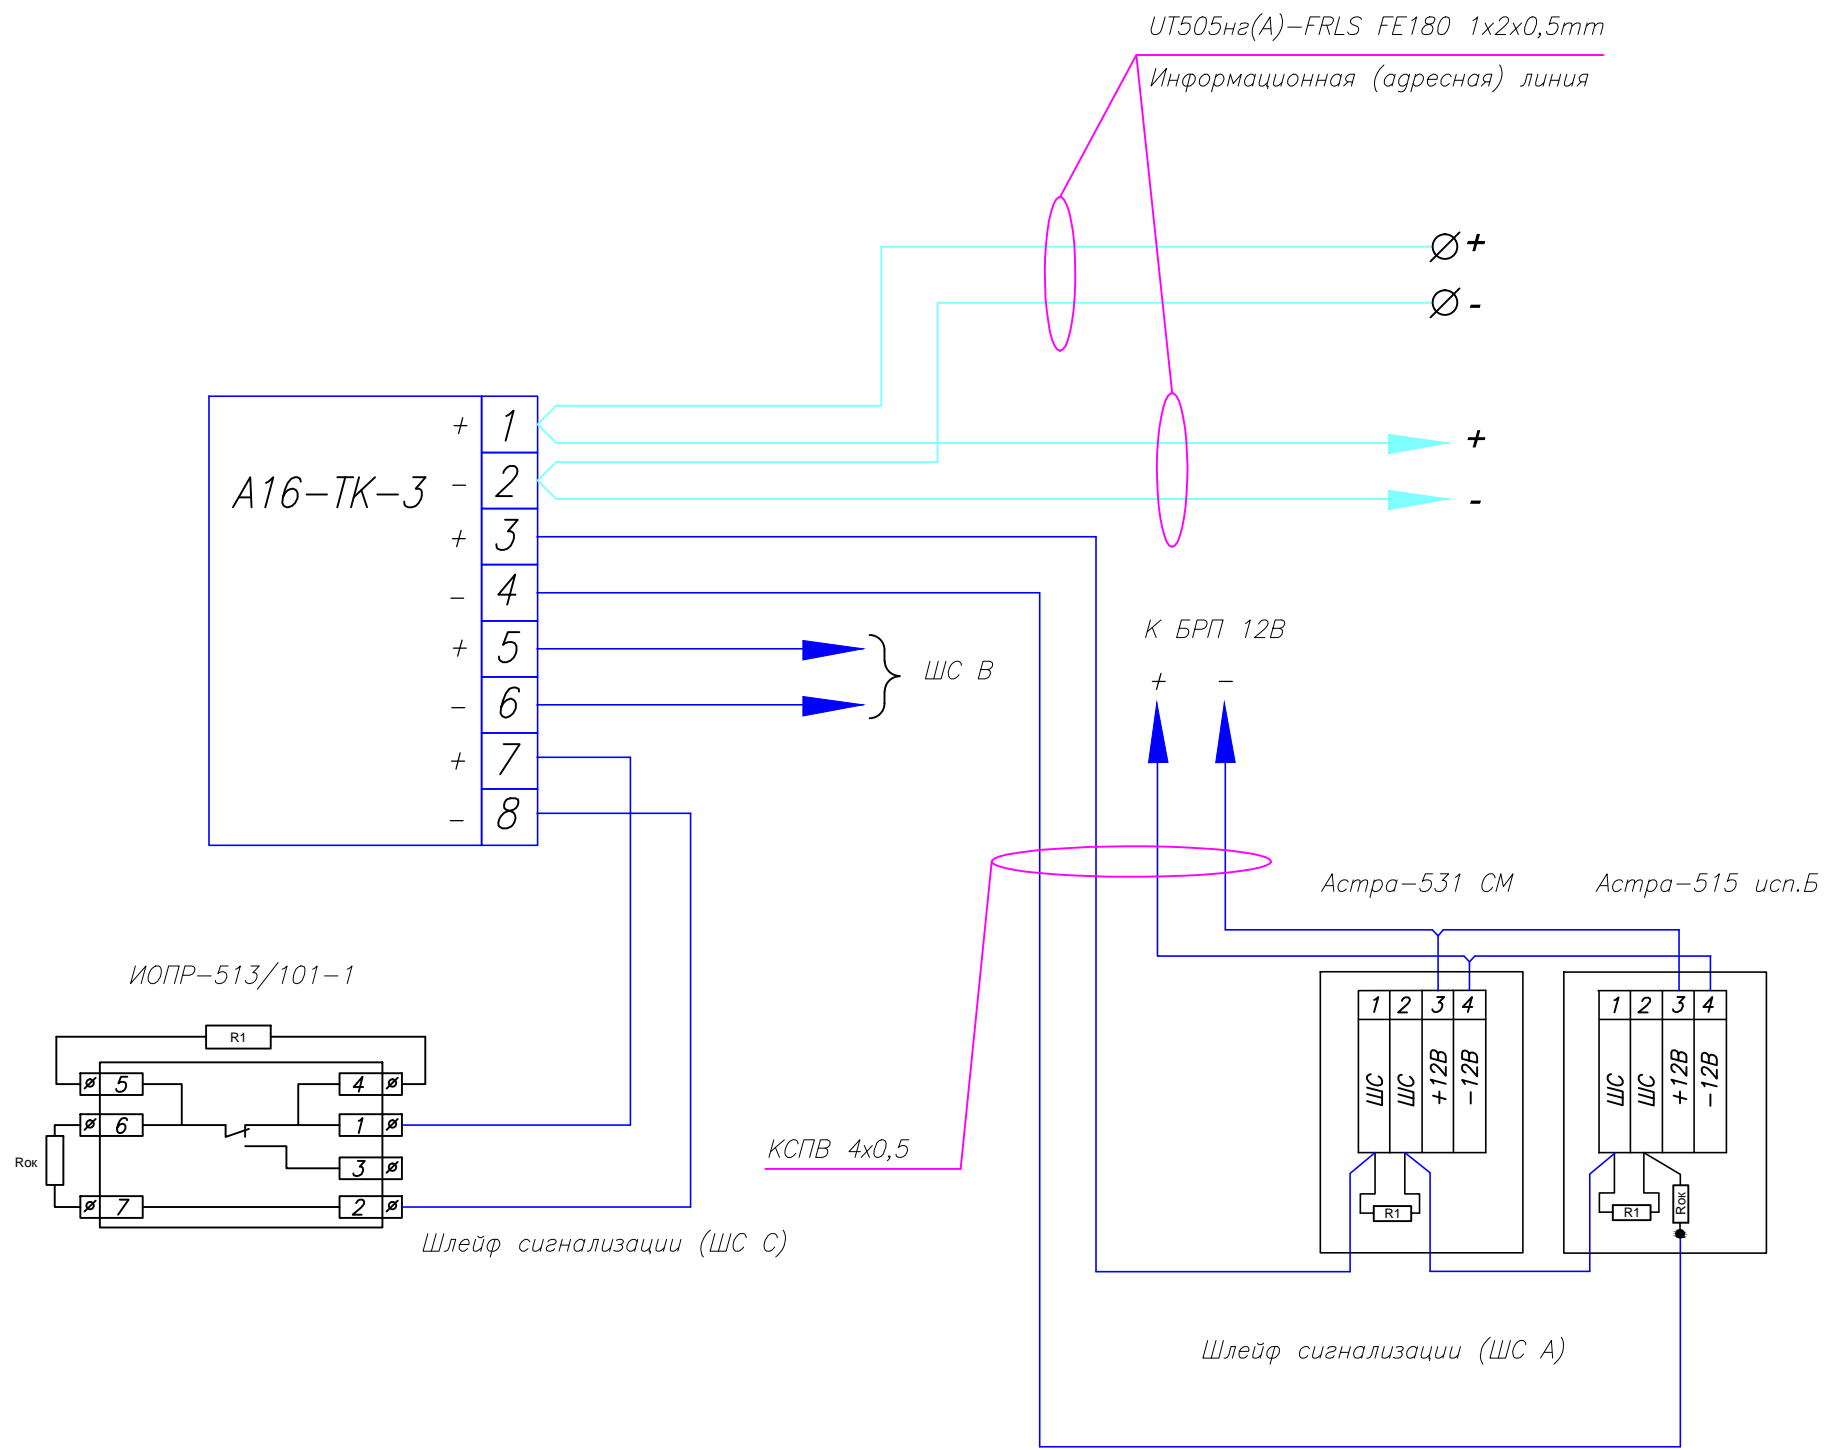 UT505нг(А)-FRLS FE180 1x2x0,5mm
Информационная (адресная) линия
+
-
+
-
А16-ТК-3
+ 1
- 2
+ 3
- 4
+ 5
- 6
+ 7
- 8
ШС В
К БРП 12В
+ -
Астра-531 СМ
Астра-515 исп.Б
1 2 3 4
ШС ШС +12В -12В
R1
1 2 3 4
ШС ШС +12В -12В
R1 Rок
ИОПР-513/101-1
R1
5 4
6 1
Rок
3
7 2
КСПВ 4x0,5
Шлейф сигнализации (ШС С)
Шлейф сигнализации (ШС А)